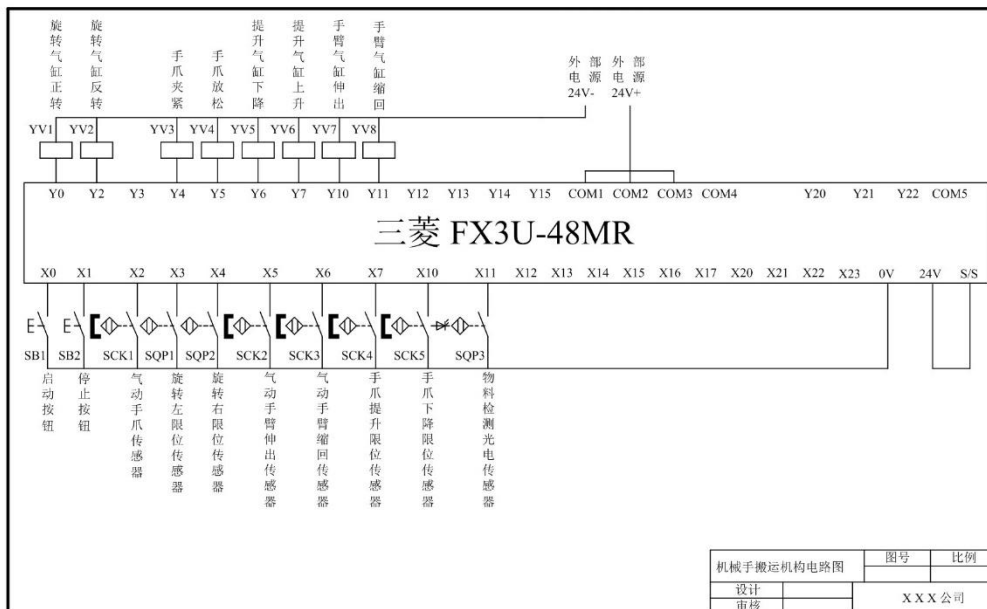 旋转气缸正转
旋转气缸反转
手爪夹紧
手爪放松
提升气缸下降
提升气缸上升
手臂气缸伸出
手臂气缸缩回
外部电源24V-
外部电源24V+
YV1 YV2 YV3 YV4 YV5 YV6 YV7 YV8
Y0 Y2 Y3 Y4 Y5 Y6 Y7 Y10 Y11 Y12 Y13 Y14 Y15 COM1 COM2 COM3 COM4 Y20 Y21 Y22 COM5
三菱 FX3U-48MR
X0 X1 X2 X3 X4 X5 X6 X7 X10 X11 X12 X13 X14 X15 X16 X17 X20 X21 X22 X23 0V 24V S/S
SB1 SB2 SCK1 SQP1 SQP2 SCK2 SCK3 SCK4 SCK5 SQP3
启动按钮
停止按钮
气动手爪传感器
旋转左限位传感器
旋转右限位传感器
气动手臂伸出传感器
气动手臂缩回传感器
手爪提升限位传感器
手爪下降限位传感器
物料检测光电传感器
机械手搬运机构电路图 图号 比例
设计
审核
X X X 公司